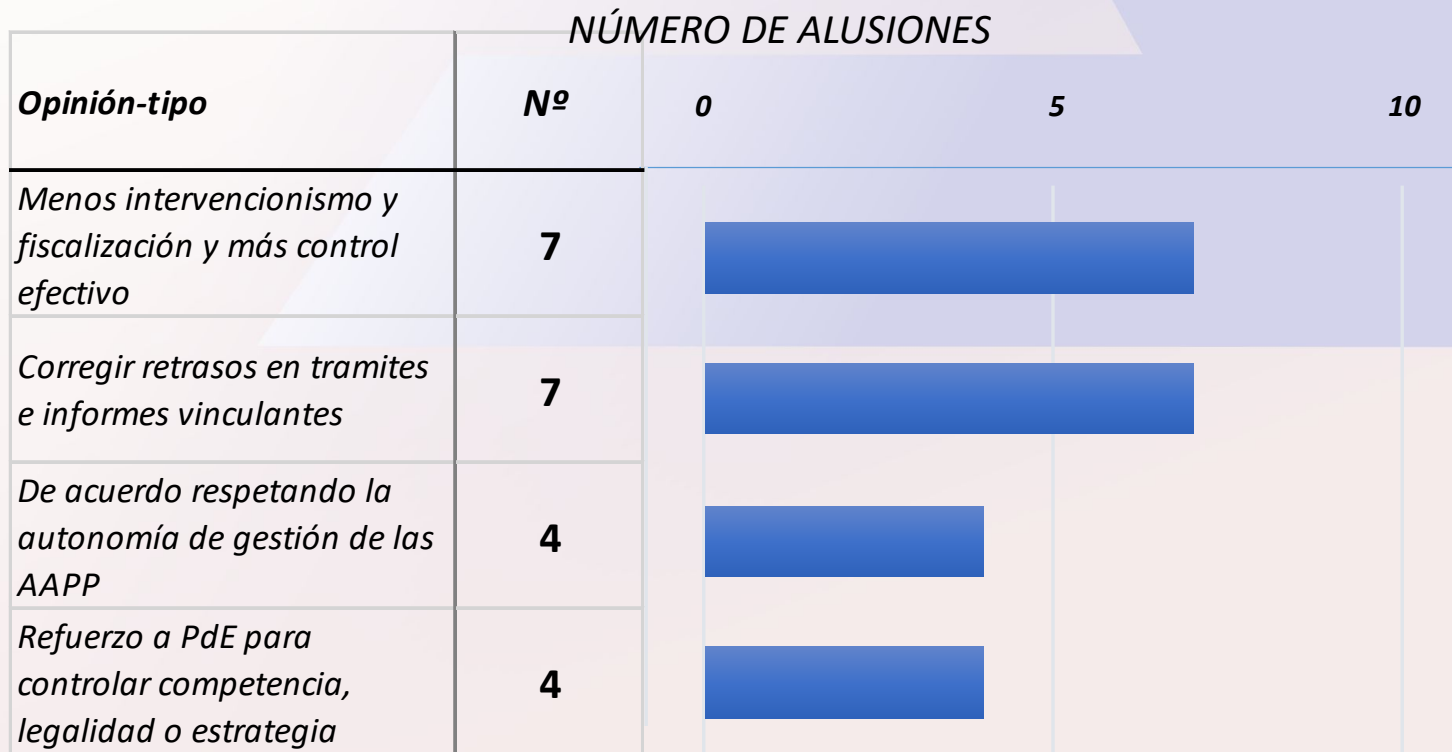 NÚMERO DE ALUSIONES
Opinión-tipo Nº 0 5 10
Menos intervencionismo y
fiscalización y más control
efectivo
7
Corregir retrasos en tramites
e informes vinculantes
7
De acuerdo respetando la
autonomía de gestión de las
AAPP
4
Refuerzo a PdE para
controlar competencia,
legalidad o estrategia
4